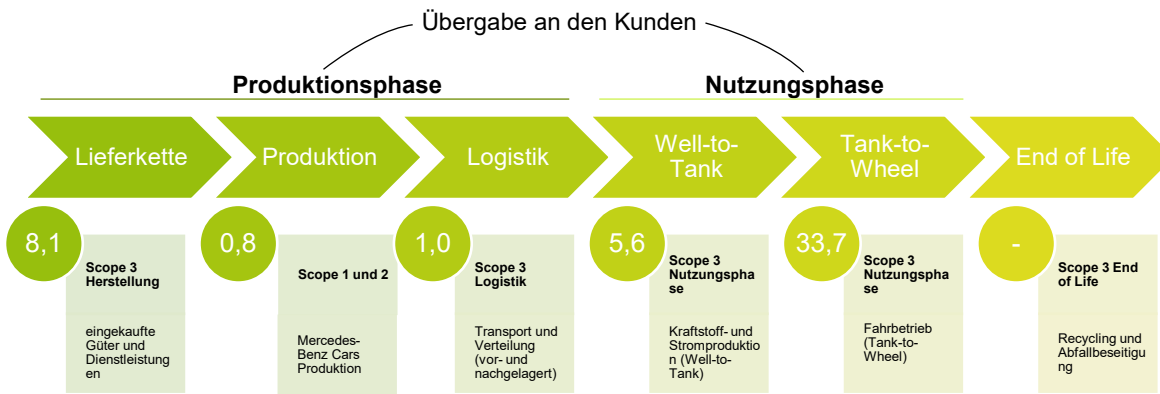 Übergabe an den Kunden
Produktionsphase
Nutzungsphase
Lieferkette
Produktion
Logistik
Well-to-
Tank
Tank-to-
Wheel
End of Life
8,1
Scope 3
Herstellung
eingekaufte
Güter und
Dienstleistung
en
0,8
Scope 1 und 2
Mercedes-
Benz Cars
Produktion
1,0
Scope 3
Logistik
Transport und
Verteilung
(vor- und
nachgelagert)
5,6
Scope 3
Nutzungspha
se
Kraftstoff- und
Stromproduktio
n (Well-to-
Tank)
33,7
Scope 3
Nutzungspha
se
Fahrbetrieb
(Tank-to-
Wheel)
-
Scope 3 End
of Life
Recycling und
Abfallbeseitigu
ng